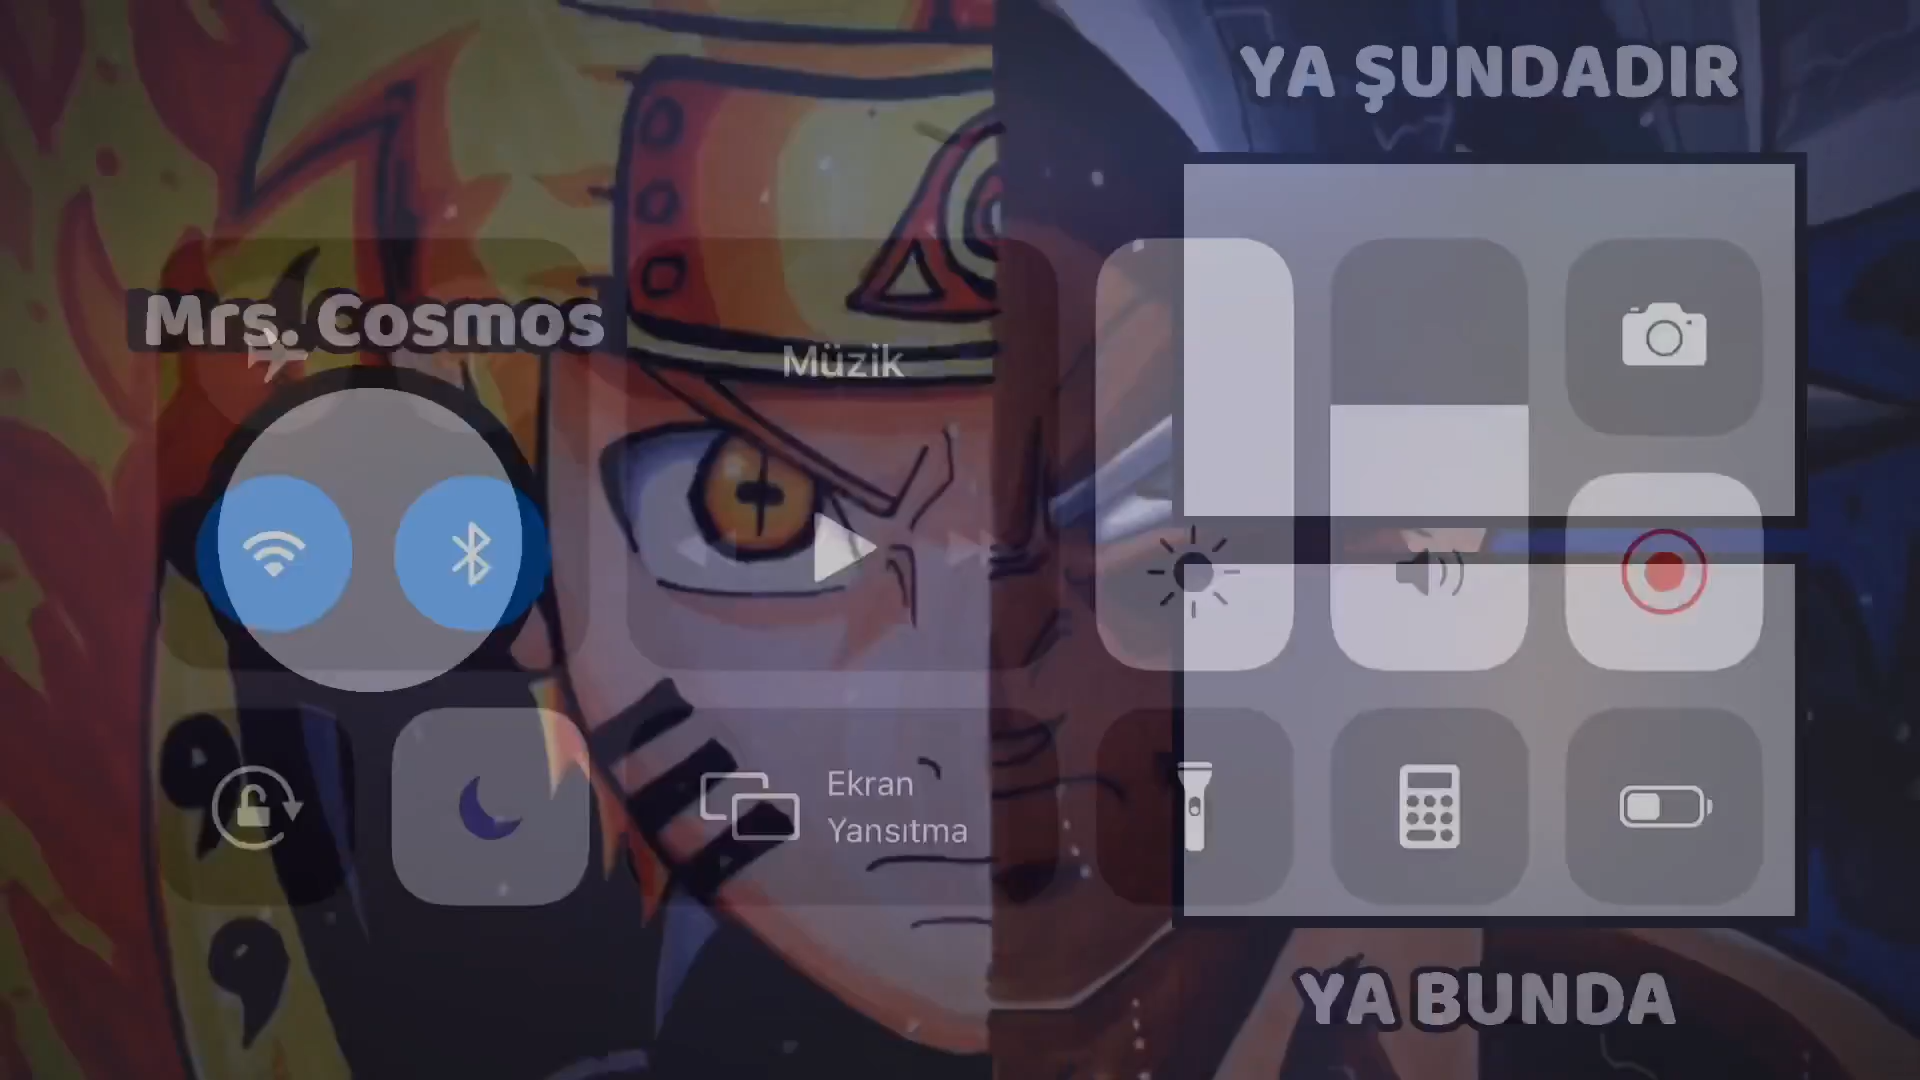 YA ŞUNDADIR
Mrs. Cosmos
Müzik
Ekran
Yansıtma
YA BUNDA